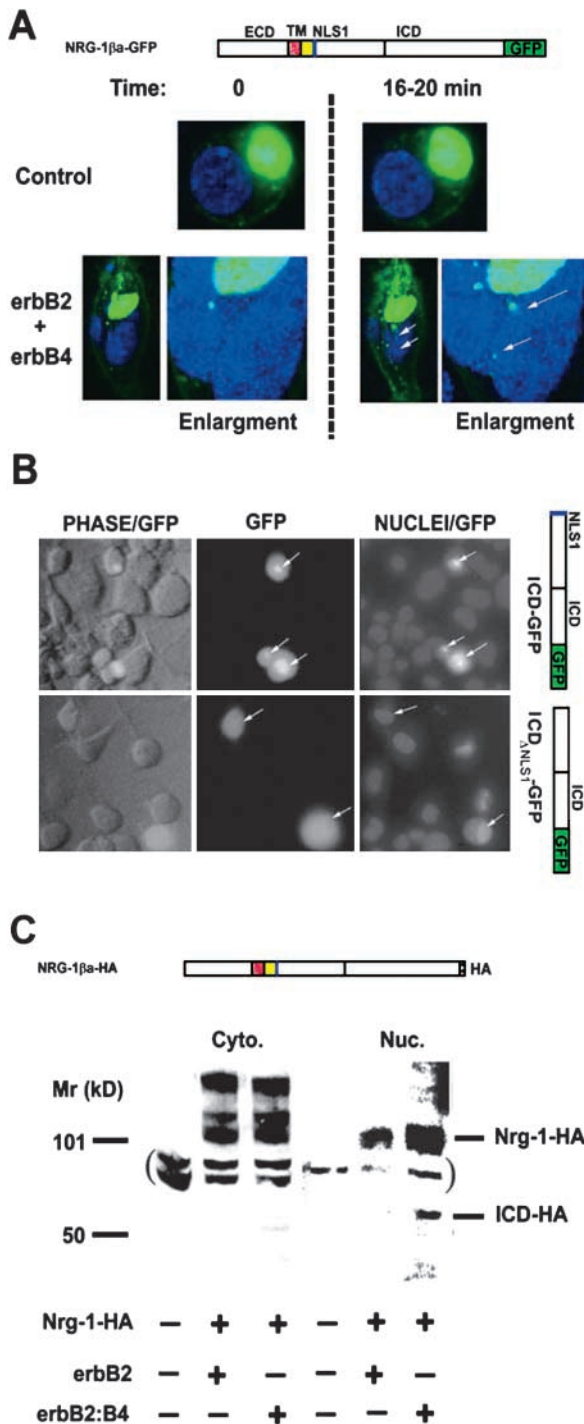 A
NRG-1βa-GFP
ECD TM NLS1 ICD
GFP
Time: 0 16-20 min
Control
erbB2
+
erbB4
Enlargment Enlargment
B
PHASE/GFP GFP NUCLEI/GFP
NLS1
ICD
GFP
ICD-GFP
ICD
GFP
ICD ΔNLS1-GFP
C
NRG-1βa-HA HA
Cyto. Nuc.
Mr (kD)
101 Nrg-1-HA
( )
50 ICD-HA
Nrg-1-HA − + + − + +
erbB2 − + − − + −
erbB2:B4 − − + − − +